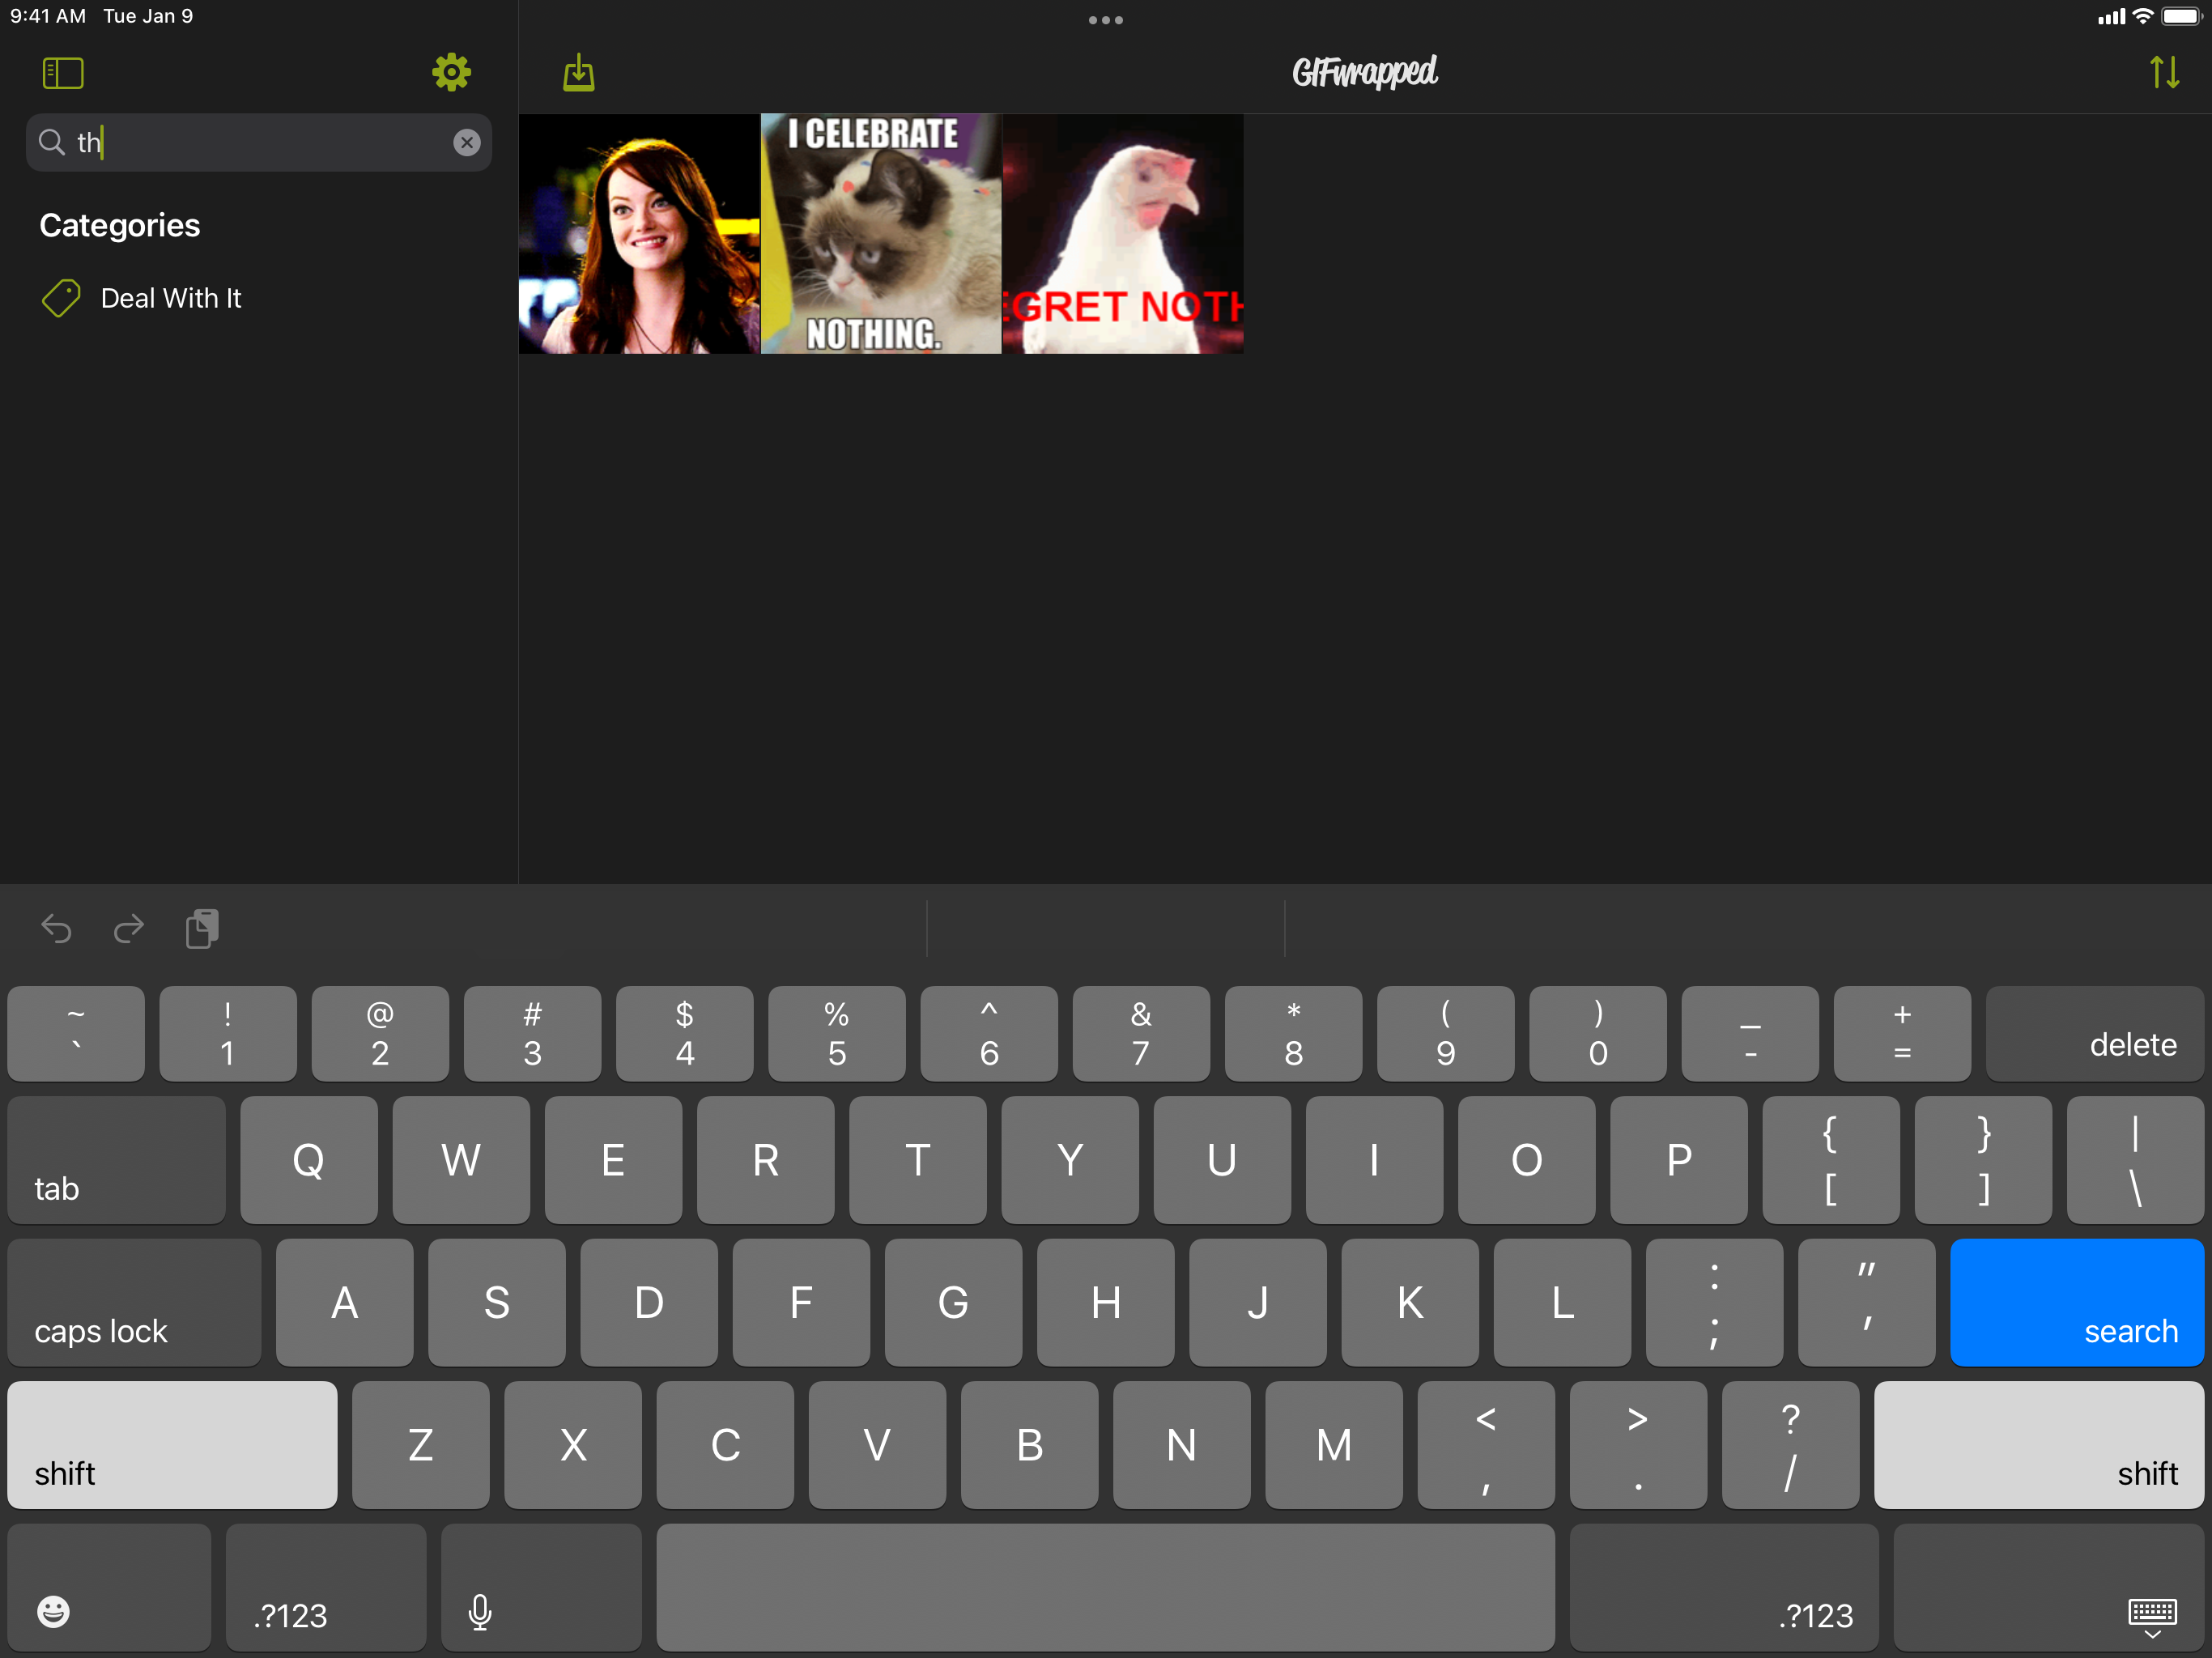 9:41 AM Tue Jan 9
GIFwrapped
th
Categories
Deal With It
I CELEBRATE
NOTHING.
EGRET NOTH
~ ! @ # $ % ^ & * ( ) _ +
` 1 2 3 4 5 6 7 8 9 0 - = delete
tab Q W E R T Y U I O P { } |
[ ] \
caps lock A S D F G H J K L : " search
; '
shift Z X C V B N M < > ? shift
, . /
.?123 .?123